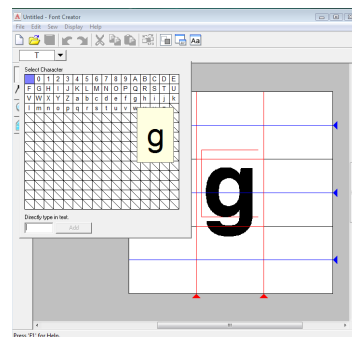 Untitled - Font Creator
File Edit Sew Display Help
T
Select Character
0 1 2 3 4 5 6 7 8 9 A B C D E
F G H I J K L M N O P Q R S T U
V W X Y Z a b c d e f g h i j k
l m n o p q r s t u v w
g
g
Directly type in text.
Add
Press 'F1' for Help.